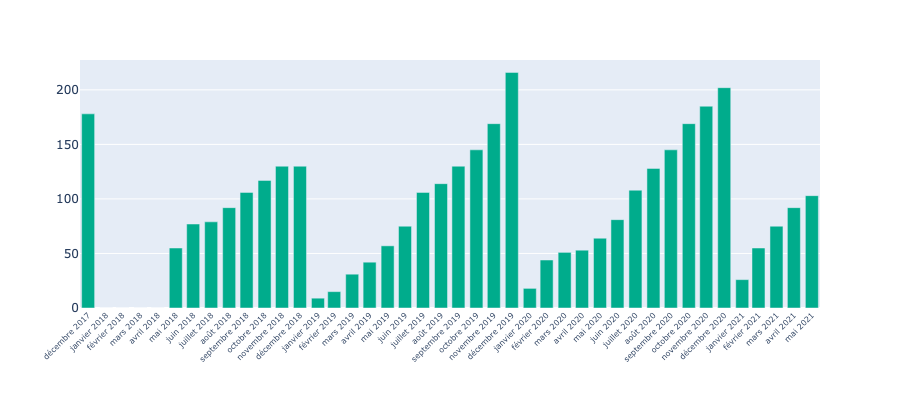 200
150
100
50
0
décembre 2017
janvier 2018
février 2018
mars 2018
avril 2018
mai 2018
juin 2018
juillet 2018
août 2018
septembre 2018
octobre 2018
novembre 2018
décembre 2018
janvier 2019
février 2019
mars 2019
avril 2019
mai 2019
juin 2019
juillet 2019
août 2019
septembre 2019
octobre 2019
novembre 2019
décembre 2019
janvier 2020
février 2020
mars 2020
avril 2020
mai 2020
juin 2020
juillet 2020
août 2020
septembre 2020
octobre 2020
novembre 2020
décembre 2020
janvier 2021
février 2021
mars 2021
avril 2021
mai 2021